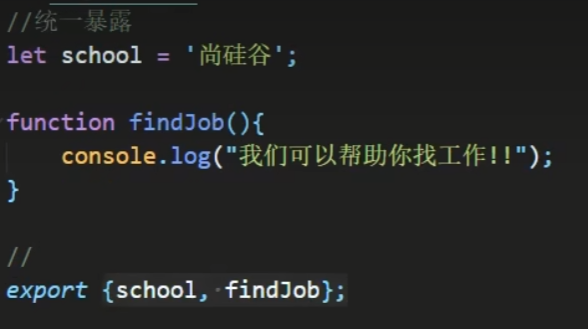 //统一暴露
let school = '尚硅谷';
function findJob(){
    console.log("我们可以帮助你找工作!!");
}
//
export {school, findJob};